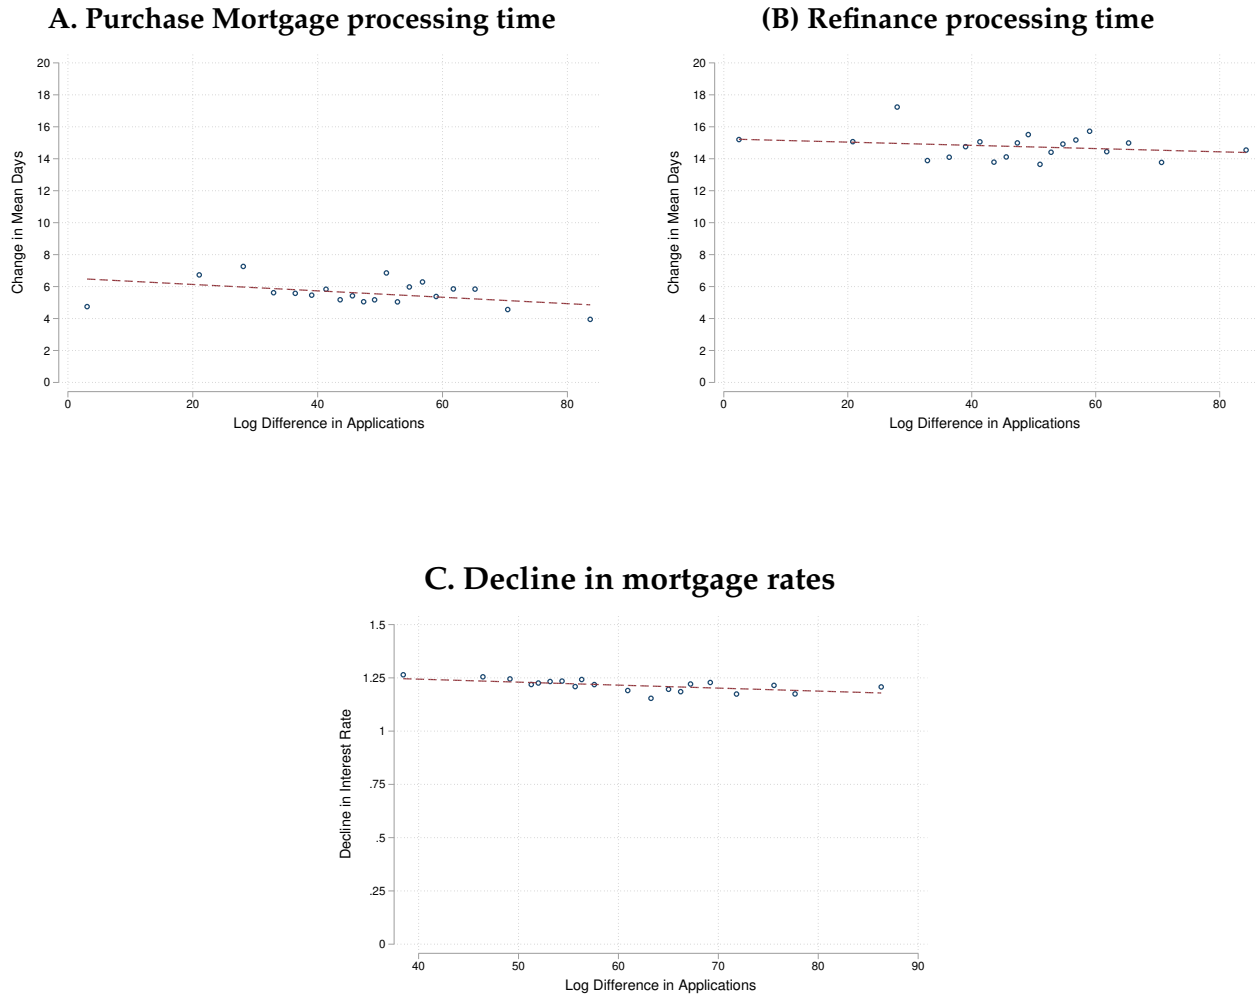 A. Purchase Mortgage processing time
20
18
16
14
12
10
8
6
4
2
0
Change in Mean Days
0 20 40 60 80
Log Difference in Applications
(B) Refinance processing time
20
18
16
14
12
10
8
6
4
2
0
Change in Mean Days
0 20 40 60 80
Log Difference in Applications
C. Decline in mortgage rates
1.5
1.25
1
.75
.5
.25
0
Decline in Interest Rate
40 50 60 70 80 90
Log Difference in Applications